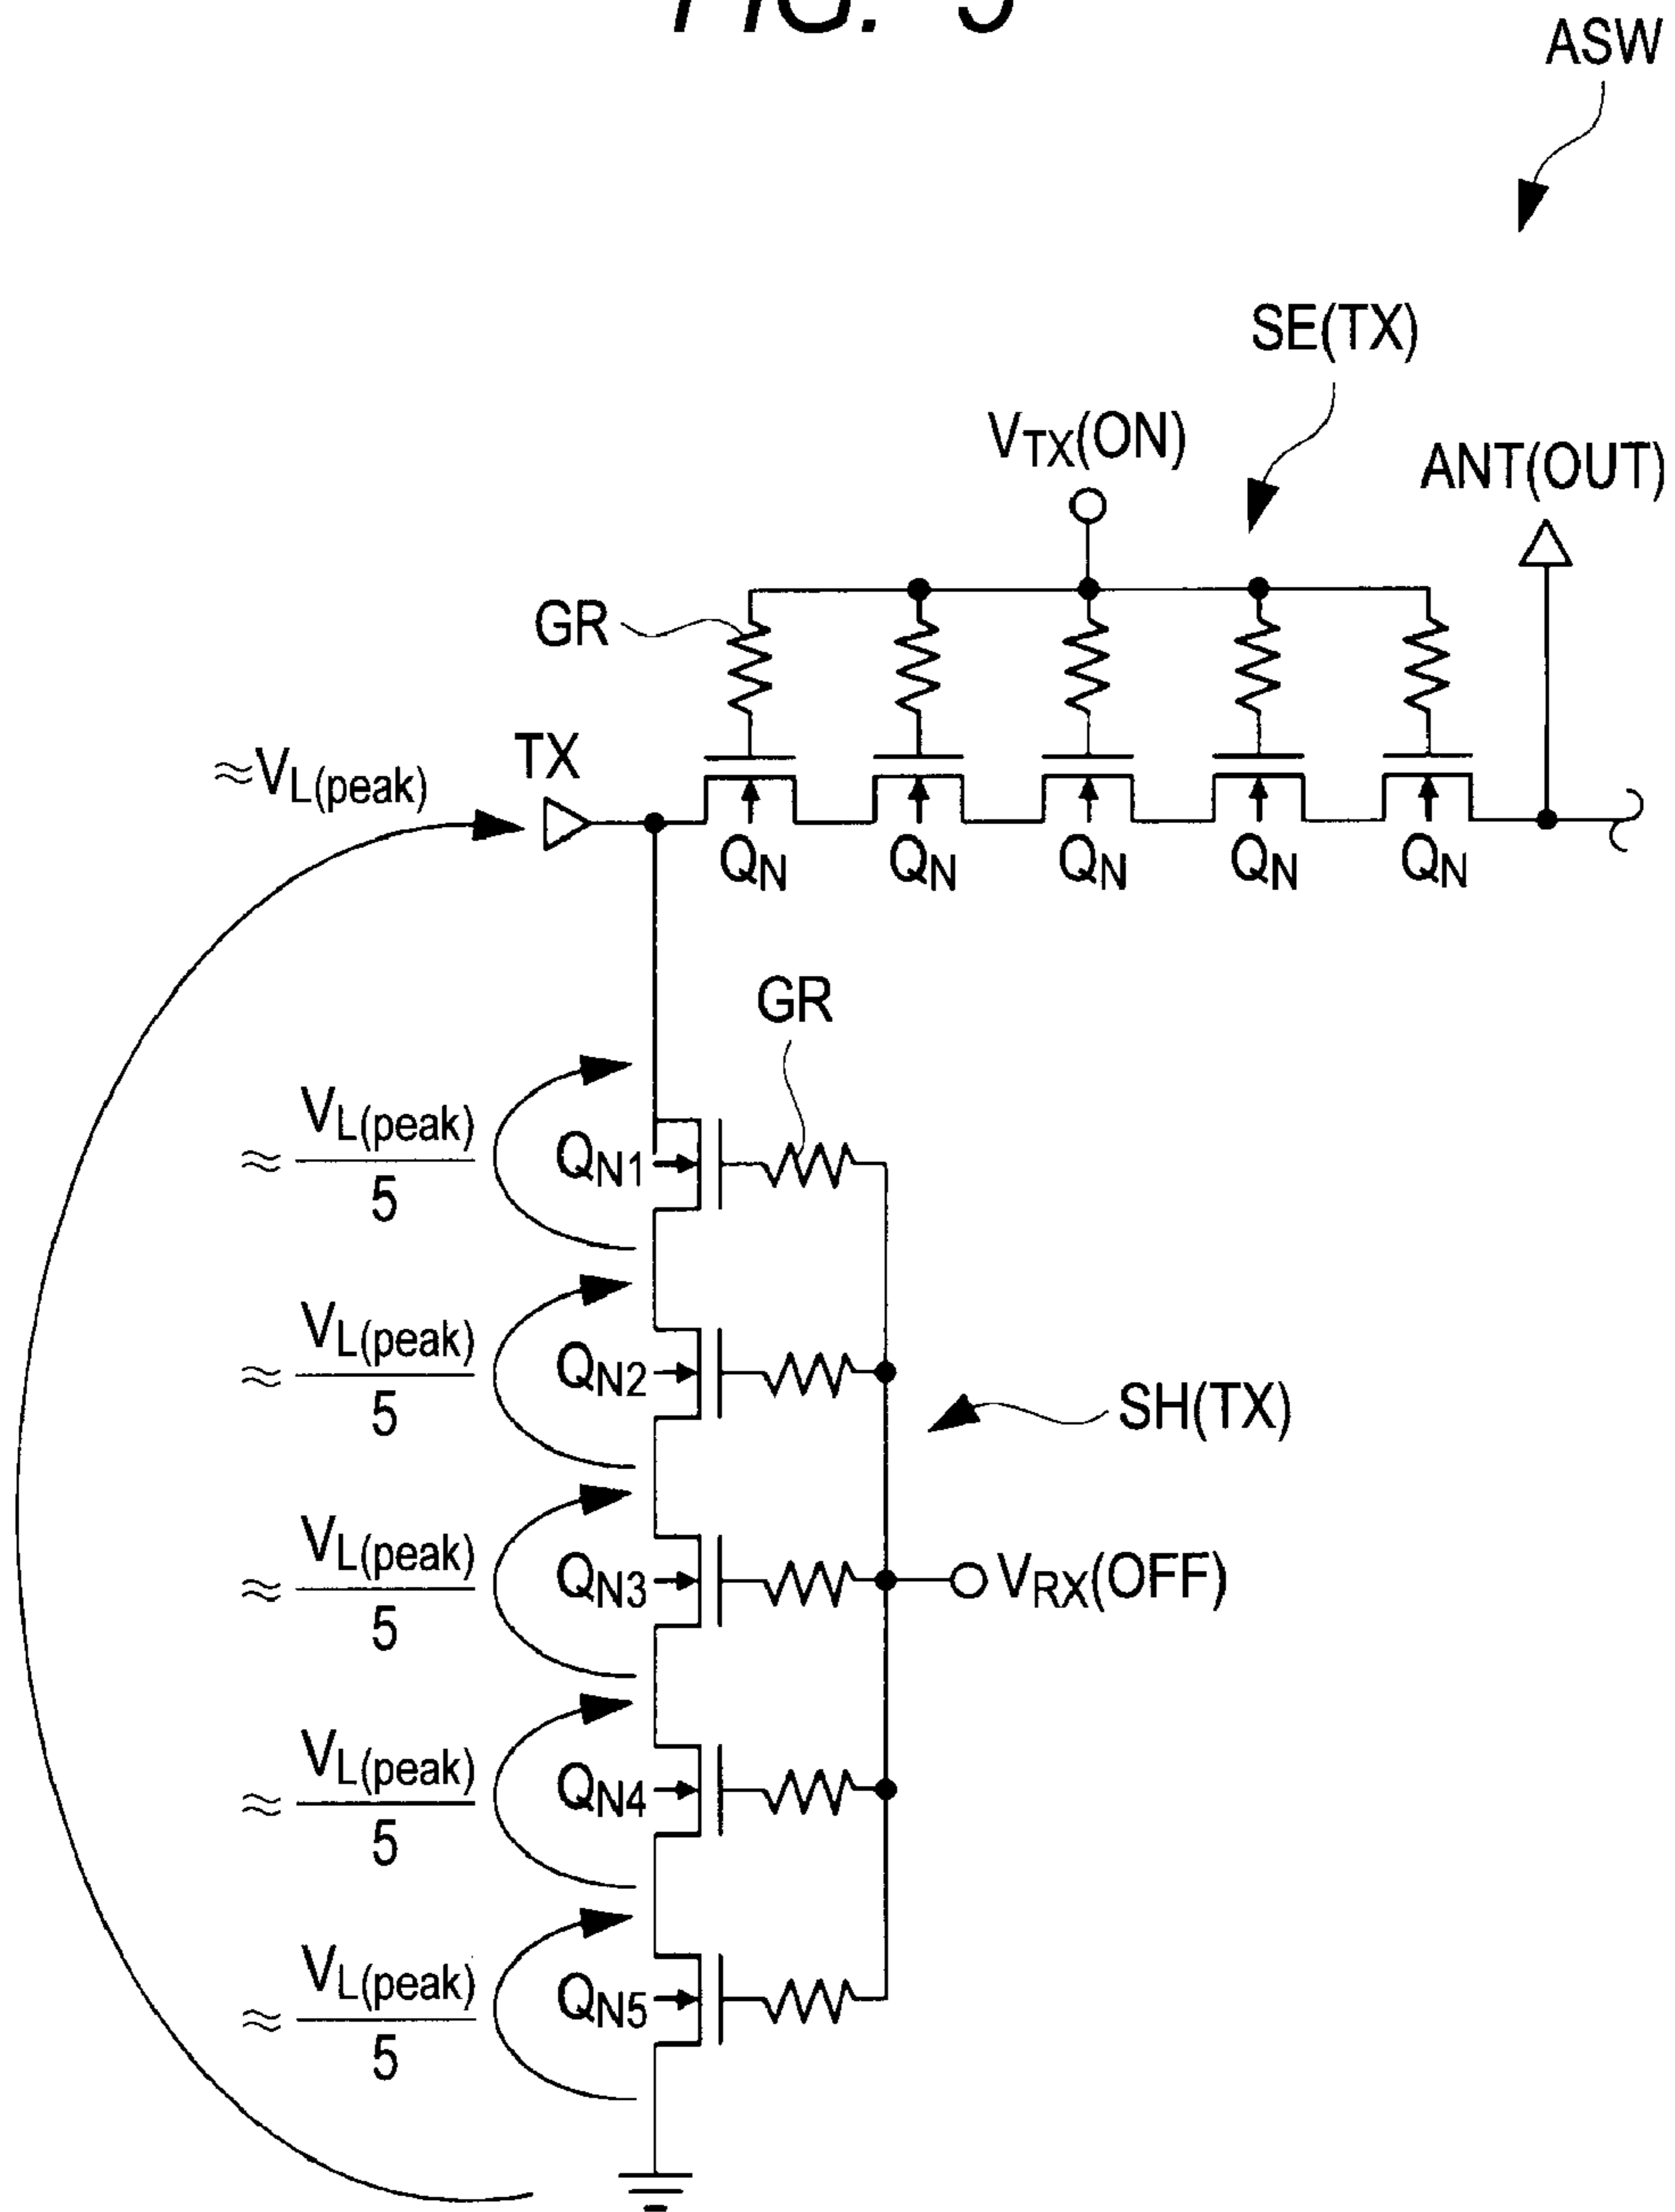 FIG. 5
ASW
SE(TX)
VTX(ON)
ANT(OUT)
GR
TX
≈VL(peak)
QN QN QN QN QN
GR
≈ VL(peak)/5
QN1
≈ VL(peak)/5
QN2
SH(TX)
≈ VL(peak)/5
QN3
VRX(OFF)
≈ VL(peak)/5
QN4
≈ VL(peak)/5
QN5